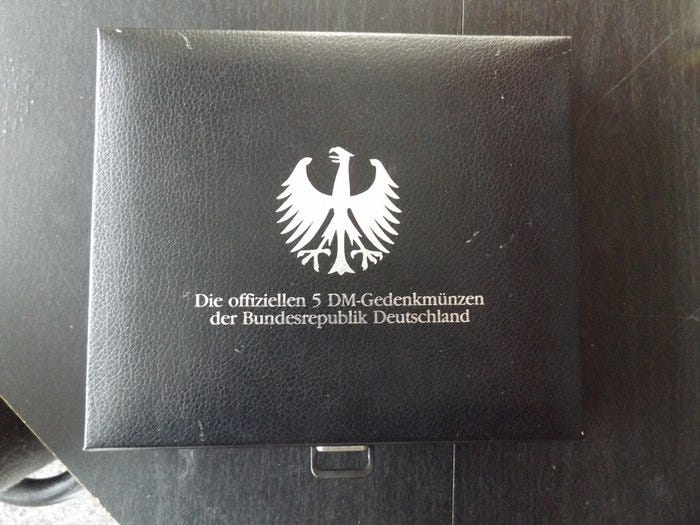 Die offiziellen 5 DM-Gedenkmünzen
der Bundesrepublik Deutschland